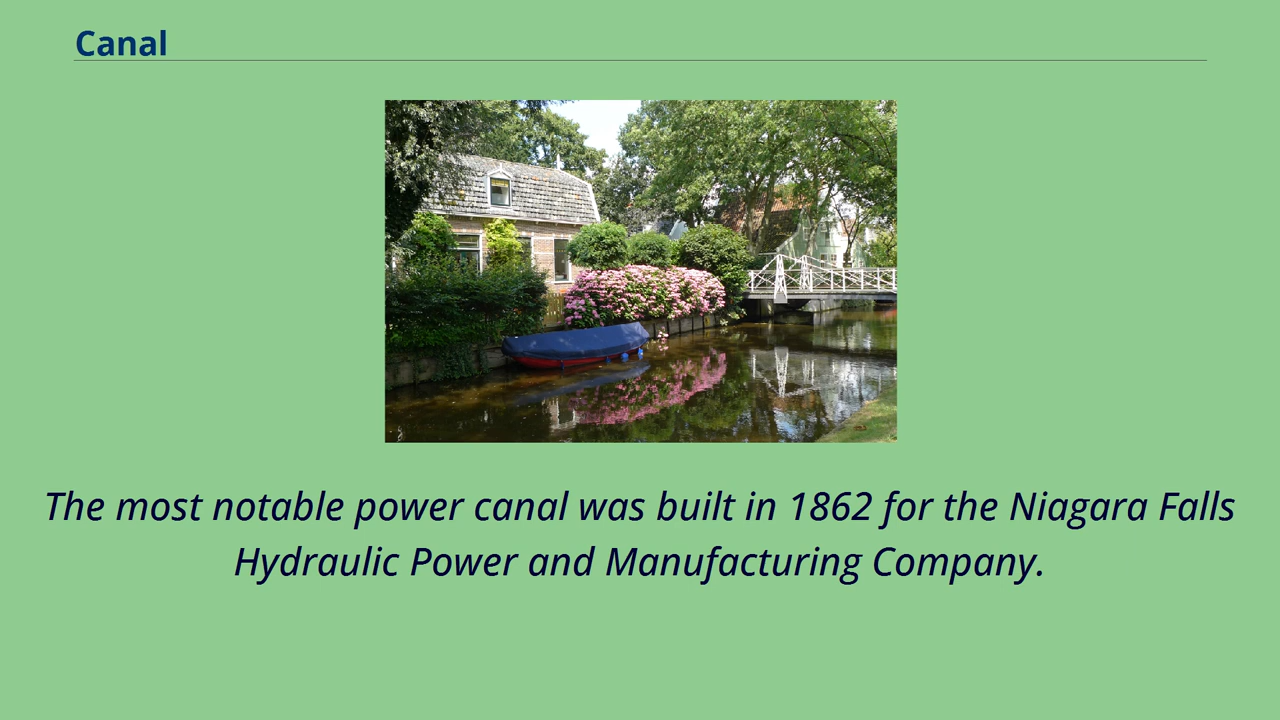 Canal
The most notable power canal was built in 1862 for the Niagara Falls
Hydraulic Power and Manufacturing Company.